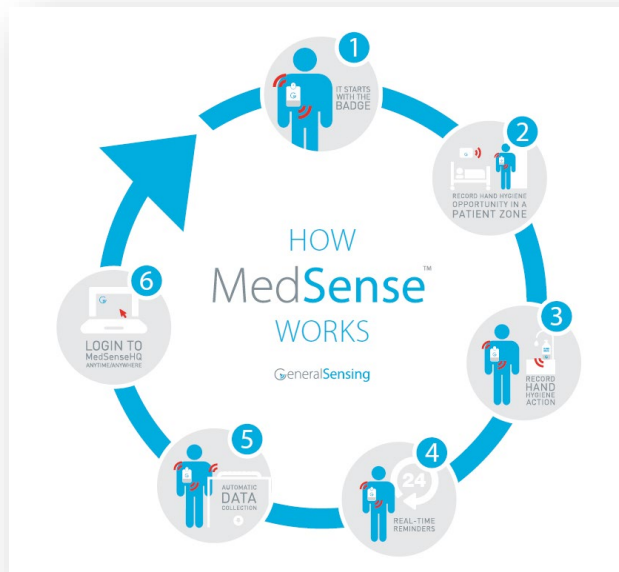 HOW
MedSense™
WORKS
GeneralSensing
1
IT STARTS
WITH THE
BADGE
2
RECORD HAND HYGIENE
OPPORTUNITY IN A
PATIENT ZONE
3
RECORD
HAND
HYGIENE
ACTION
4
24
REAL-TIME
REMINDERS
5
AUTOMATIC
DATA
COLLECTION
6
LOGIN TO
MedSenseHQ
ANYTIME/ANYWHERE